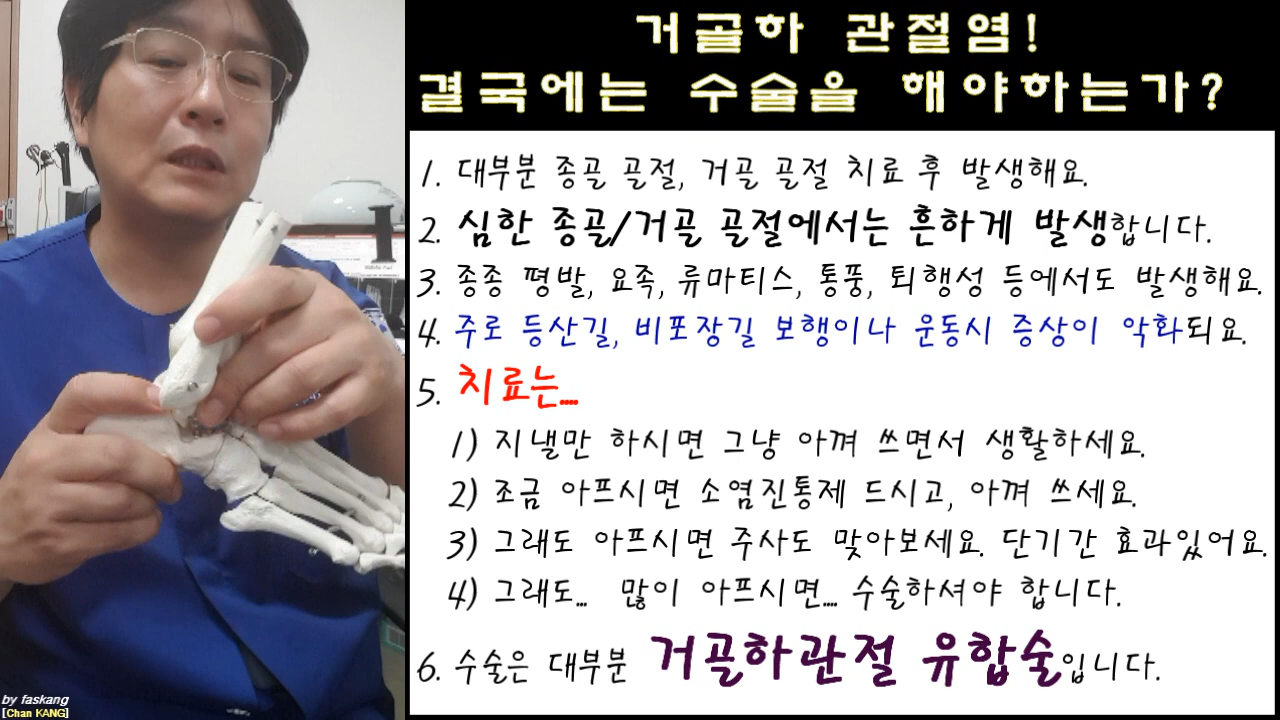 거골하 관절염!
결국에는 수술을 해야하는가?
1. 대부분 종골 골절, 거골 골절 치료 후 발생해요.
2. 심한 종골/거골 골절에서는 흔하게 발생합니다.
3. 종종 평발, 요족, 류마티스, 통풍, 퇴행성 등에서도 발생해요.
4. 주로 등산길, 비포장길 보행이나 운동시 증상이 악화되요.
5. 치료는....
1) 지낼만 하시면 그냥 아껴 쓰면서 생활하세요.
2) 조금 아프시면 소염진통제 드시고, 아껴 쓰세요.
3) 그래도 아프시면 주사도 맞아보세요. 단기간 효과있어요.
4) 그래도... 많이 아프시면.... 수술하셔야 합니다.
6. 수술은 대부분 거골하관절 유합술입니다.
by faskang
[Chan KANG]